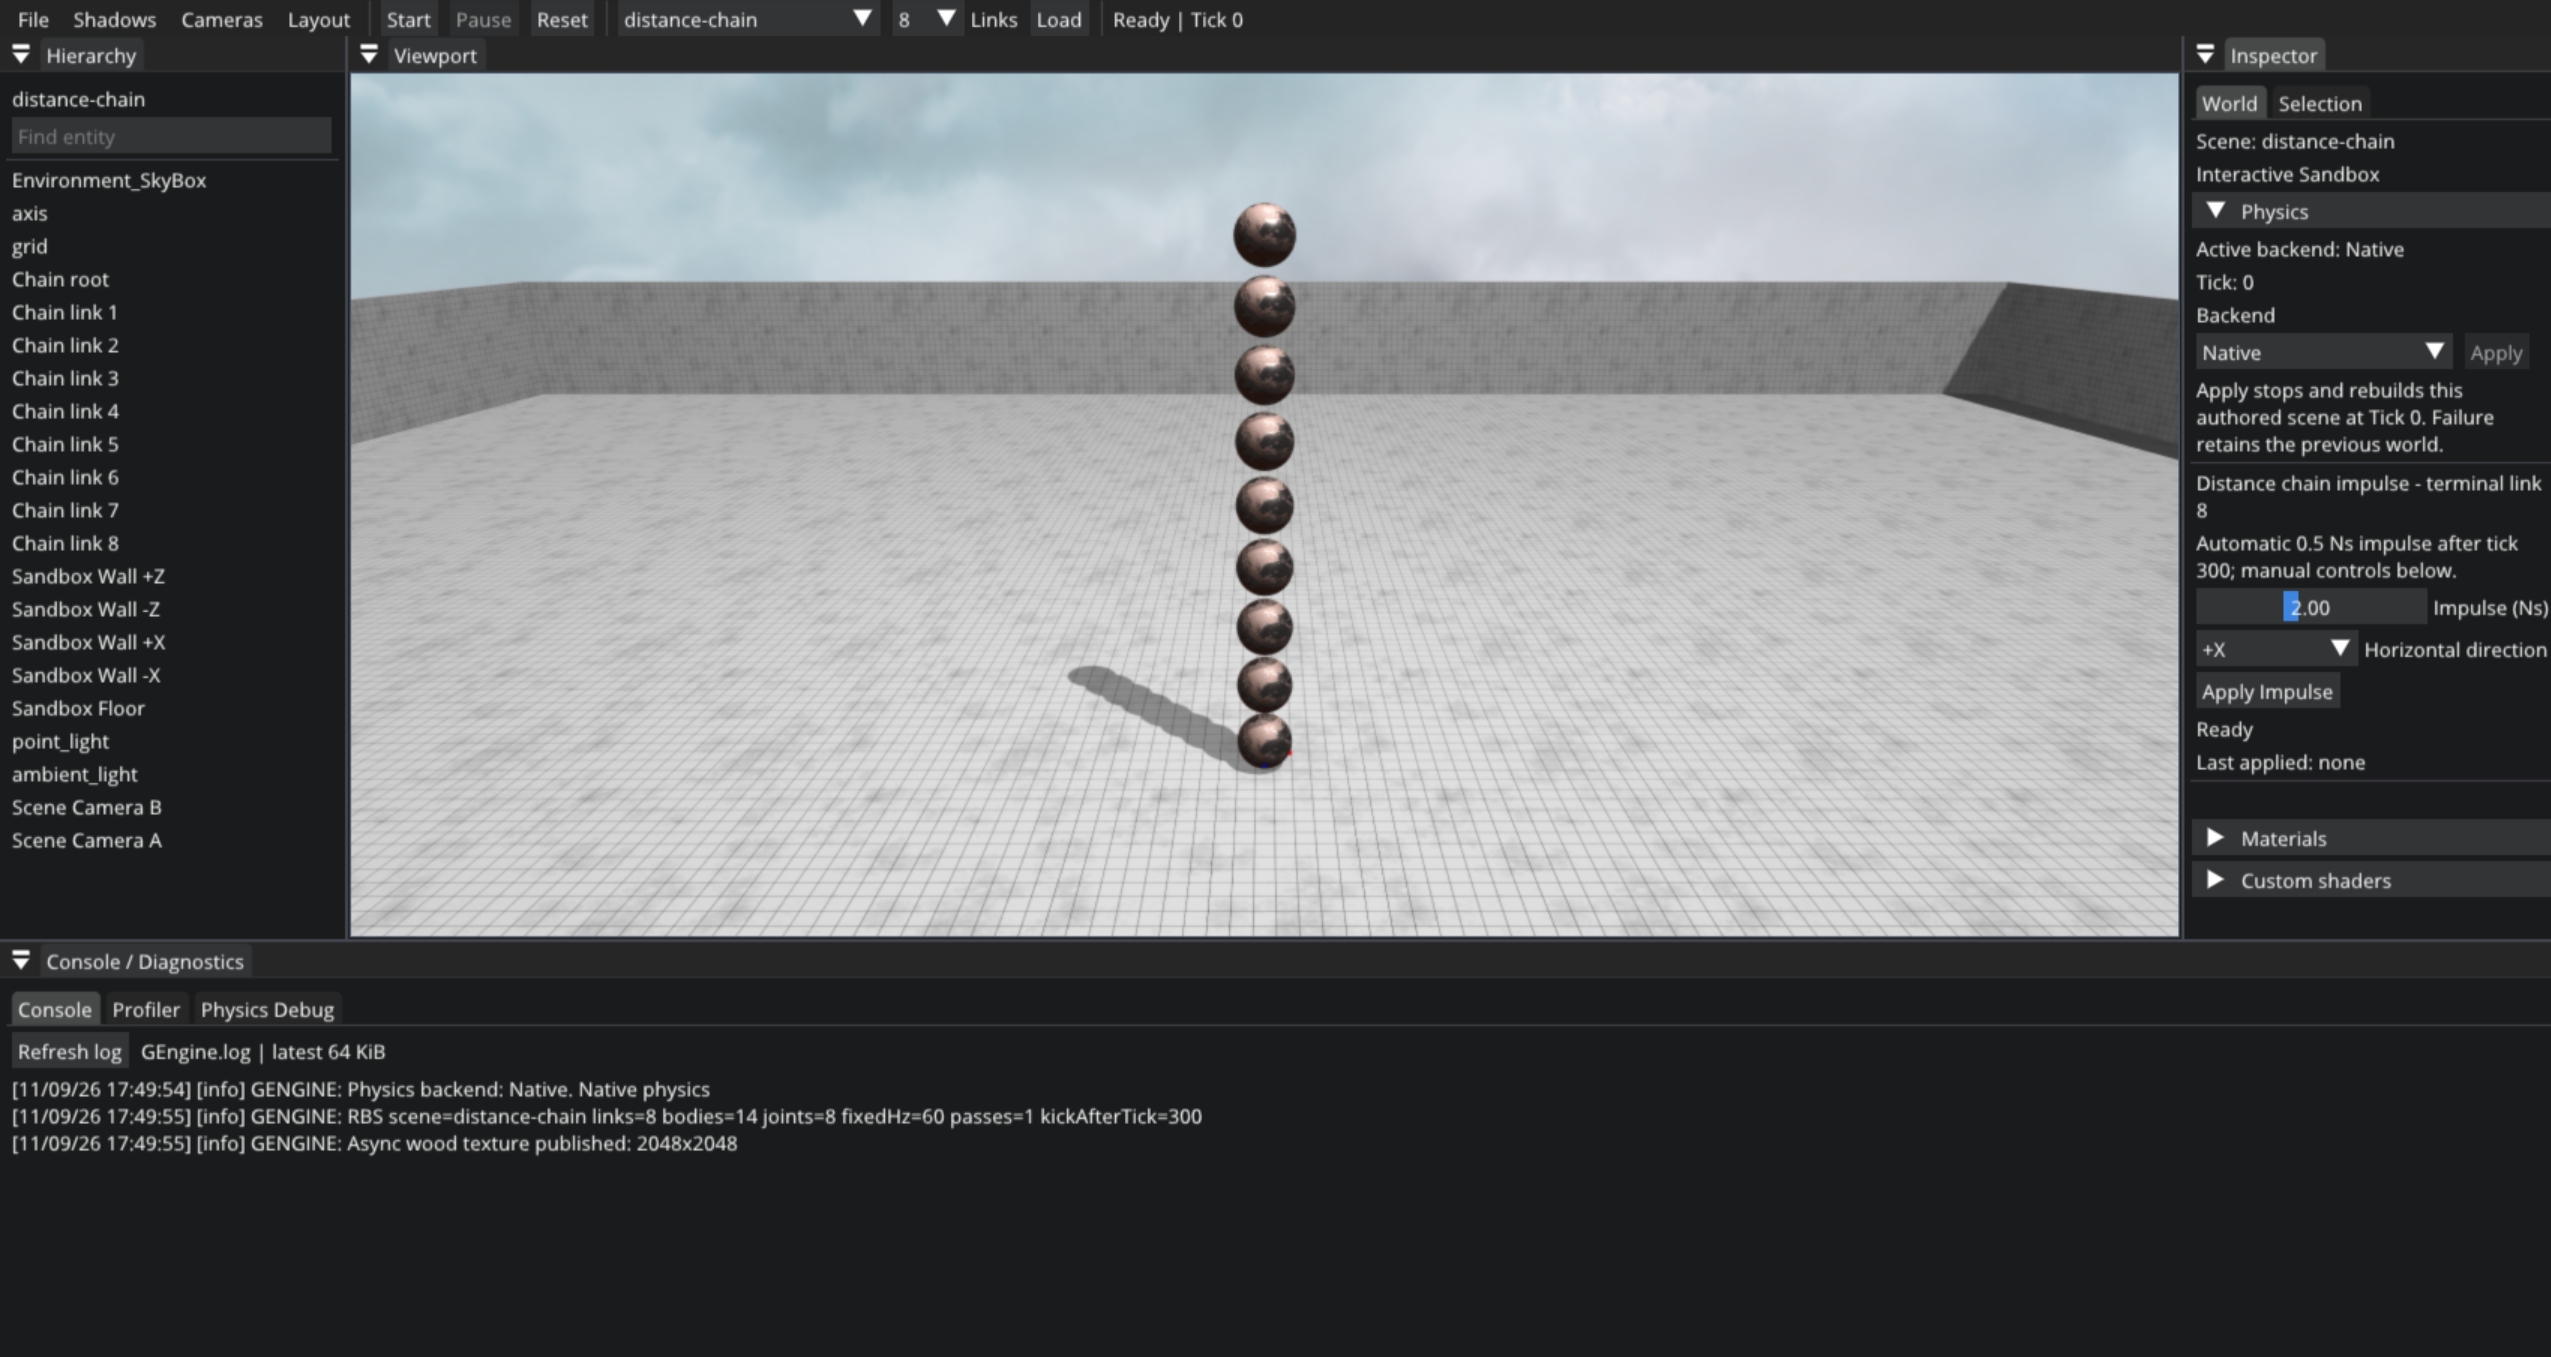 File Shadows Cameras Layout Start Pause Reset distance-chain 8 Links Load Ready | Tick 0
Hierarchy
distance-chain
Find entity
Environment_SkyBox
axis
grid
Chain root
Chain link 1
Chain link 2
Chain link 3
Chain link 4
Chain link 5
Chain link 6
Chain link 7
Chain link 8
Sandbox Wall +Z
Sandbox Wall -Z
Sandbox Wall +X
Sandbox Wall -X
Sandbox Floor
point_light
ambient_light
Scene Camera B
Scene Camera A
Viewport
Inspector
World Selection
Scene: distance-chain
Interactive Sandbox
Physics
Active backend: Native
Tick: 0
Backend
Native Apply
Apply stops and rebuilds this
authored scene at Tick 0. Failure
retains the previous world.
Distance chain impulse - terminal link
8
Automatic 0.5 Ns impulse after tick
300; manual controls below.
2.00 Impulse (Ns)
+X Horizontal direction
Apply Impulse
Ready
Last applied: none
Materials
Custom shaders
Console / Diagnostics
Console Profiler Physics Debug
Refresh log GEngine.log | latest 64 KiB
[11/09/26 17:49:54] [info] GENGINE: Physics backend: Native. Native physics
[11/09/26 17:49:55] [info] GENGINE: RBS scene=distance-chain links=8 bodies=14 joints=8 fixedHz=60 passes=1 kickAfterTick=300
[11/09/26 17:49:55] [info] GENGINE: Async wood texture published: 2048x2048